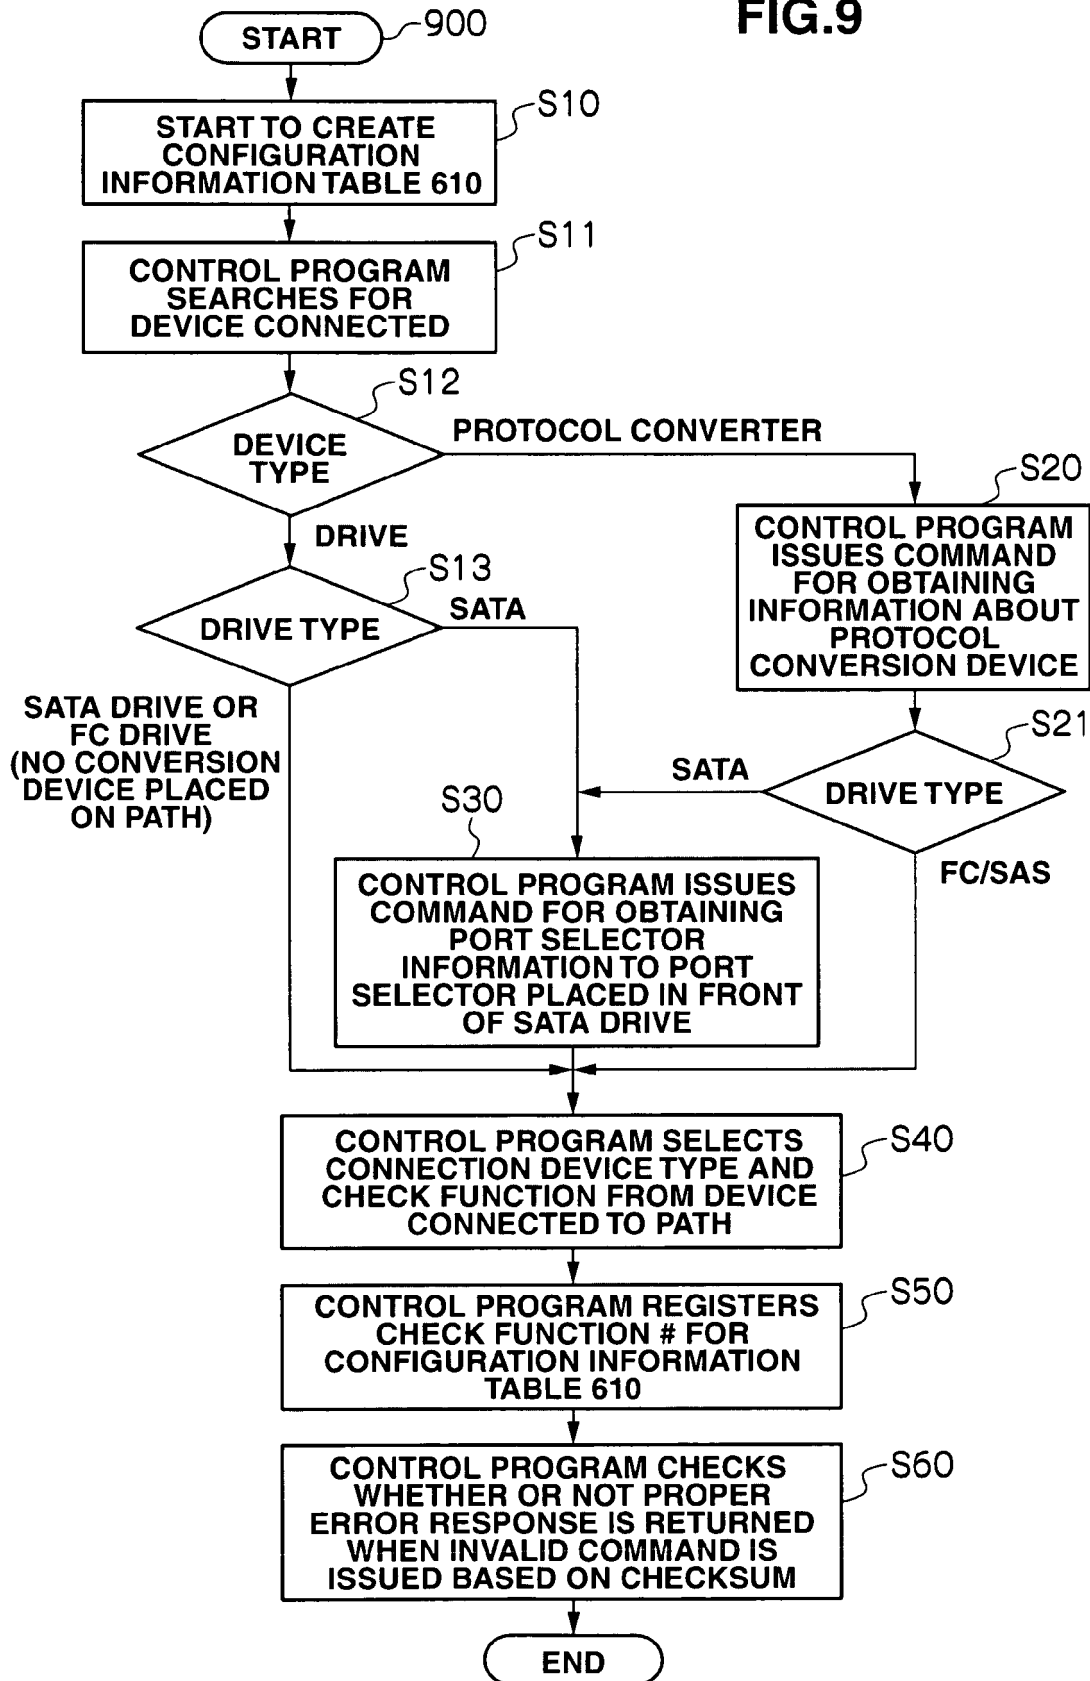 FIG.9
START
900
S10
START TO CREATE
CONFIGURATION
INFORMATION TABLE 610
S11
CONTROL PROGRAM
SEARCHES FOR
DEVICE CONNECTED
S12
DEVICE
TYPE
PROTOCOL CONVERTER
DRIVE
S20
CONTROL PROGRAM
ISSUES COMMAND
FOR OBTAINING
INFORMATION ABOUT
PROTOCOL
CONVERSION DEVICE
S13
DRIVE TYPE
SATA
SATA DRIVE OR
FC DRIVE
(NO CONVERSION
DEVICE PLACED
ON PATH)
S21
DRIVE TYPE
SATA
FC/SAS
S30
CONTROL PROGRAM ISSUES
COMMAND FOR OBTAINING
PORT SELECTOR
INFORMATION TO PORT
SELECTOR PLACED IN FRONT
OF SATA DRIVE
S40
CONTROL PROGRAM SELECTS
CONNECTION DEVICE TYPE AND
CHECK FUNCTION FROM DEVICE
CONNECTED TO PATH
S50
CONTROL PROGRAM REGISTERS
CHECK FUNCTION # FOR
CONFIGURATION INFORMATION
TABLE 610
S60
CONTROL PROGRAM CHECKS
WHETHER OR NOT PROPER
ERROR RESPONSE IS RETURNED
WHEN INVALID COMMAND IS
ISSUED BASED ON CHECKSUM
END